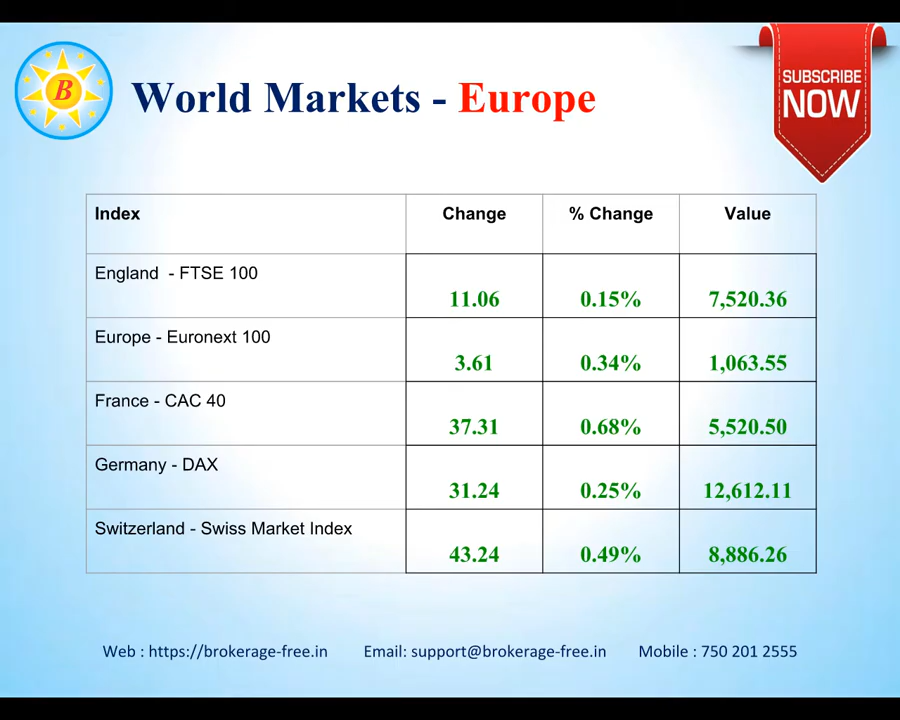 B
World Markets - Europe
SUBSCRIBE
NOW
Index Change % Change Value
England - FTSE 100 11.06 0.15% 7,520.36
Europe - Euronext 100 3.61 0.34% 1,063.55
France - CAC 40 37.31 0.68% 5,520.50
Germany - DAX 31.24 0.25% 12,612.11
Switzerland - Swiss Market Index 43.24 0.49% 8,886.26
Web : https://brokerage-free.in Email: support@brokerage-free.in Mobile : 750 201 2555